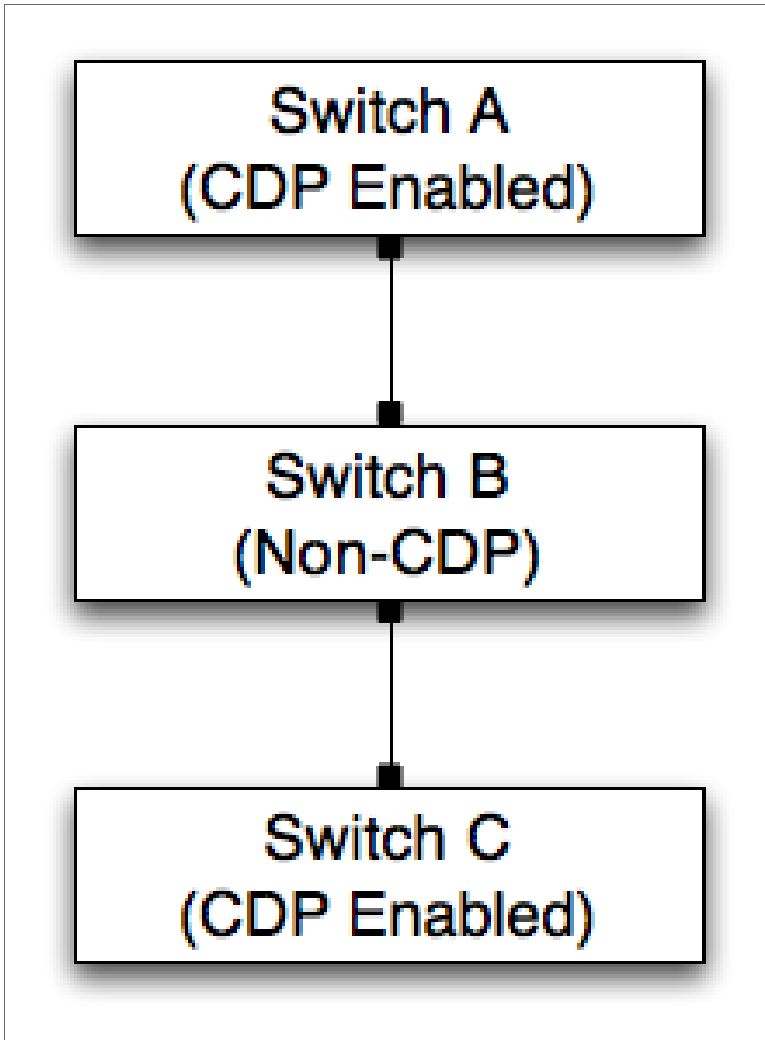 Switch A
(CDP Enabled)
Switch B
(Non-CDP)
Switch C
(CDP Enabled)